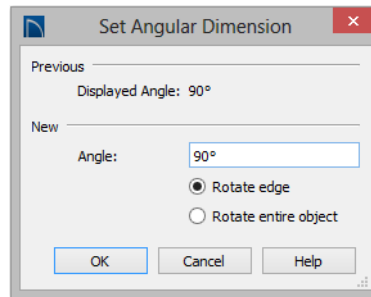 Set Angular Dimension
Previous
Displayed Angle: 90°
New
Angle: 90°
Rotate edge
Rotate entire object
OK Cancel Help